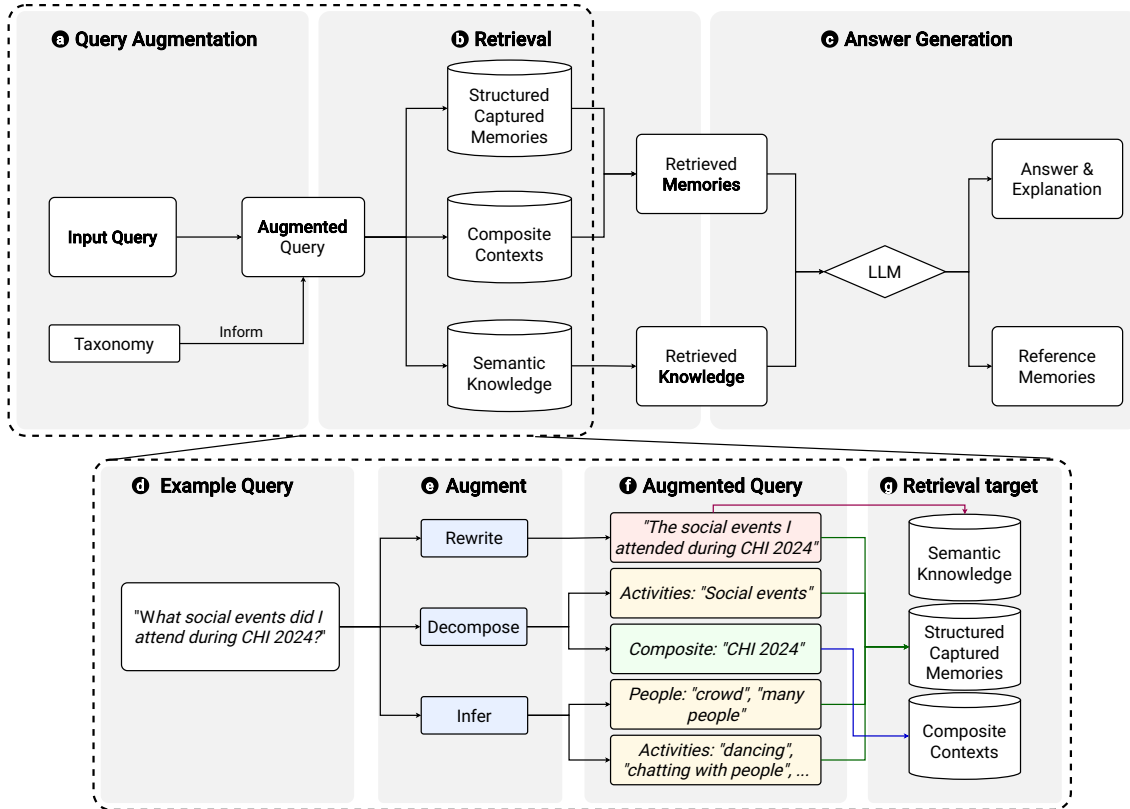 a Query Augmentation
b Retrieval
c Answer Generation
Structured
Captured
Memories
Retrieved
Memories
Answer &
Explanation
Input Query
Augmented
Query
Composite
Contexts
LLM
Taxonomy
Inform
Semantic
Knowledge
Retrieved
Knowledge
Reference
Memories
d Example Query
e Augment
f Augmented Query
g Retrieval target
"What social events did I
attend during CHI 2024?"
Rewrite
Decompose
Infer
"The social events I
attended during CHI 2024"
Activities: "Social events"
Composite: "CHI 2024"
People: "crowd", "many
people"
Activities: "dancing",
"chatting with people", ...
Semantic
Knnowledge
Structured
Captured
Memories
Composite
Contexts